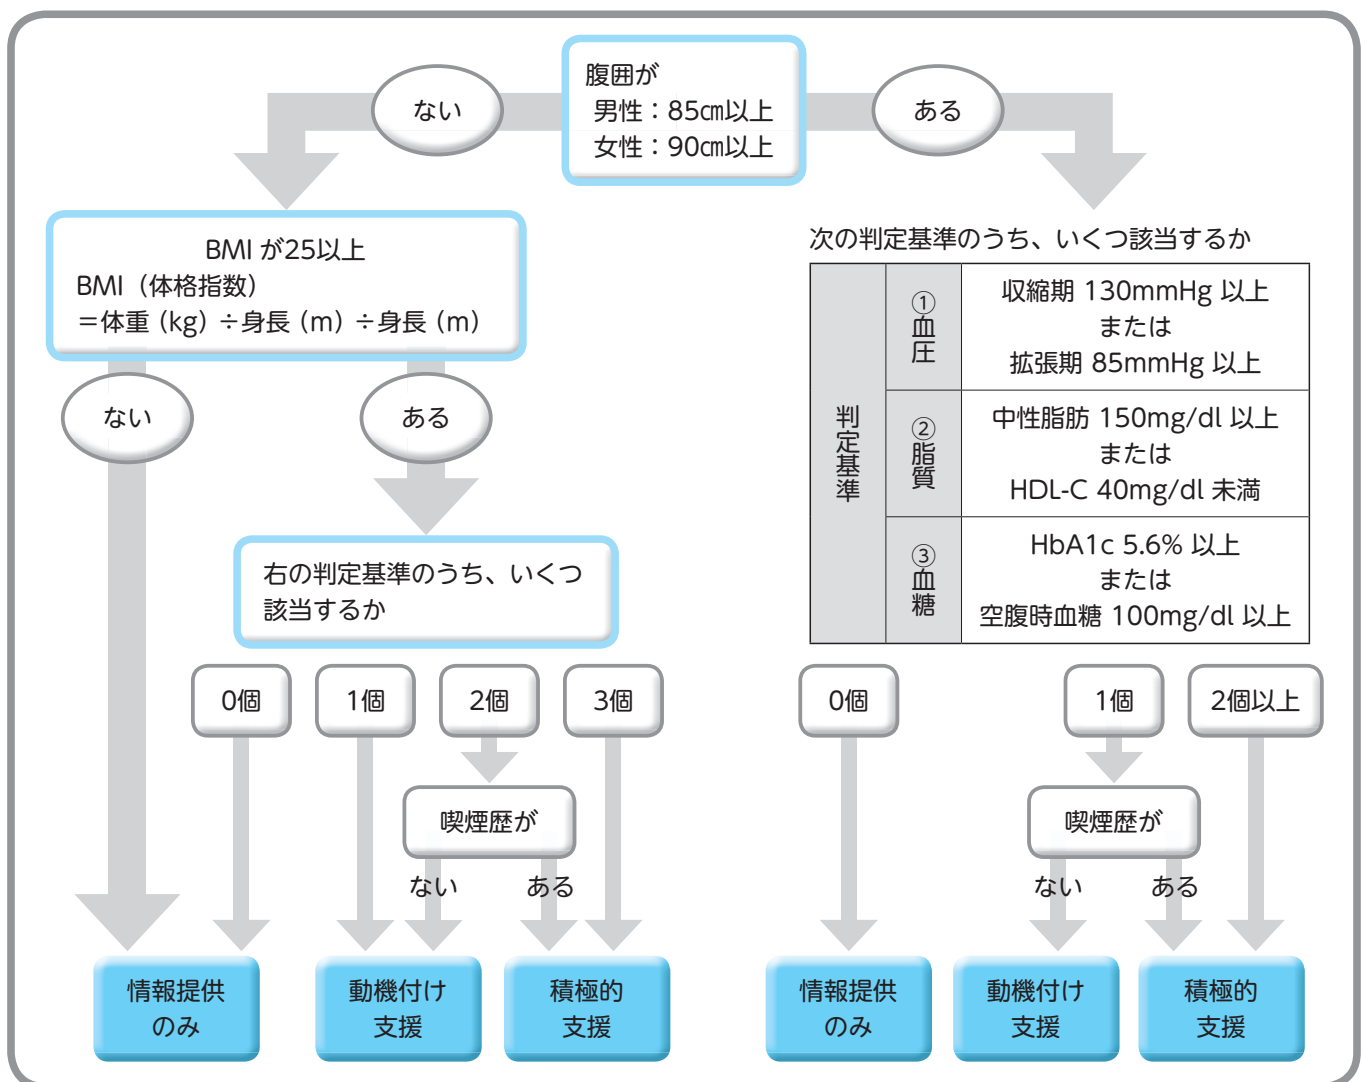 腹囲が
男性：85㎝以上
女性：90㎝以上
ない
ある
BMI が25以上
BMI（体格指数）
＝体重（kg）÷身長（m）÷身長（m）
ない
ある
右の判定基準のうち、いくつ
該当するか
0個
1個
2個
3個
喫煙歴が
ない
ある
情報提供
のみ
動機付け
支援
積極的
支援
次の判定基準のうち、いくつ該当するか
判定基準
①血圧
収縮期 130mmHg 以上
または
拡張期 85mmHg 以上
②脂質
中性脂肪 150mg/dl 以上
または
HDL-C 40mg/dl 未満
③血糖
HbA1c 5.6% 以上
または
空腹時血糖 100mg/dl 以上
0個
1個
2個以上
喫煙歴が
ない
ある
情報提供
のみ
動機付け
支援
積極的
支援